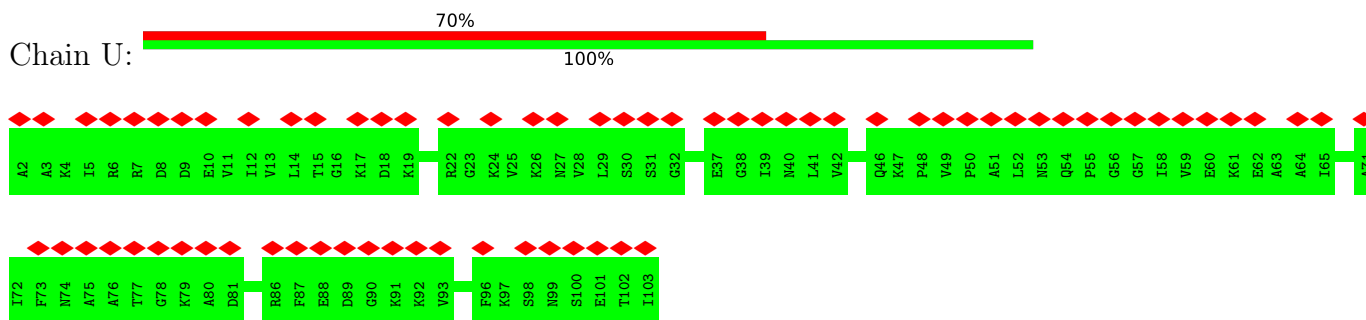 70%
Chain U:
100%
A2 A3 K4 I5 R6 R7 D8 D9 E10 V11 I12 V13 L14 T15 G16 K17 D18 K19 R22 G23 K24 V25 K26 N27 V28 L29 S30 S31 G32 E37 G38 I39 N40 L41 V42 Q46 K47 P48 V49 P50 A51 L52 N53 Q54 P55 G56 G57 I58 V59 E60 K61 E62 A63 A64 I65 A71
I72 F73 N74 A75 A76 T77 G78 K79 A80 D81 R86 F87 E88 D89 G90 K91 K92 V93 F96 K97 S98 N99 S100 E101 T102 I103